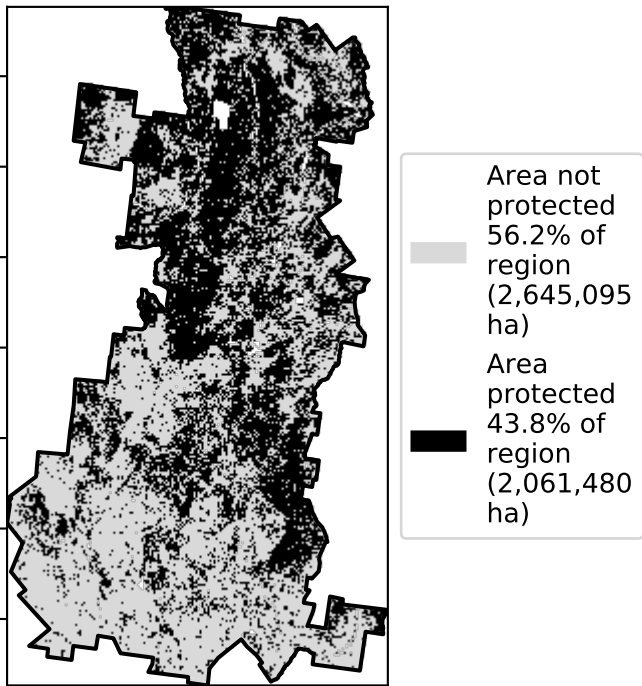 Area not
protected
56.2% of
region
(2,645,095
ha)
Area
protected
43.8% of
region
(2,061,480
ha)